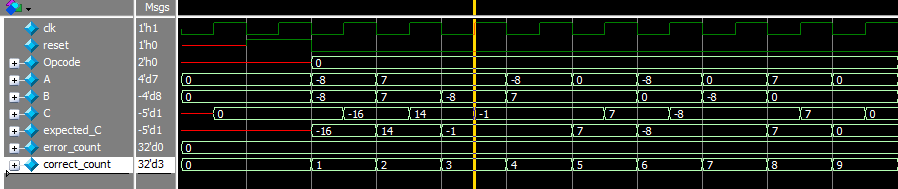 Msgs
clk 1'h1
reset 1'h0
Opcode 2'h0 0
A 4'd7 0 -8 7 -8 0 -8 0 7 0
B -4'd8 0 -8 7 -8 7 0 -8 0
C -5'd1 0 -16 14 -1 7 -8 7 0
expected_C -5'd1 -16 14 -1 7 -8 7 0
error_count 32'd0 0
correct_count 32'd3 0 1 2 3 4 5 6 7 8 9